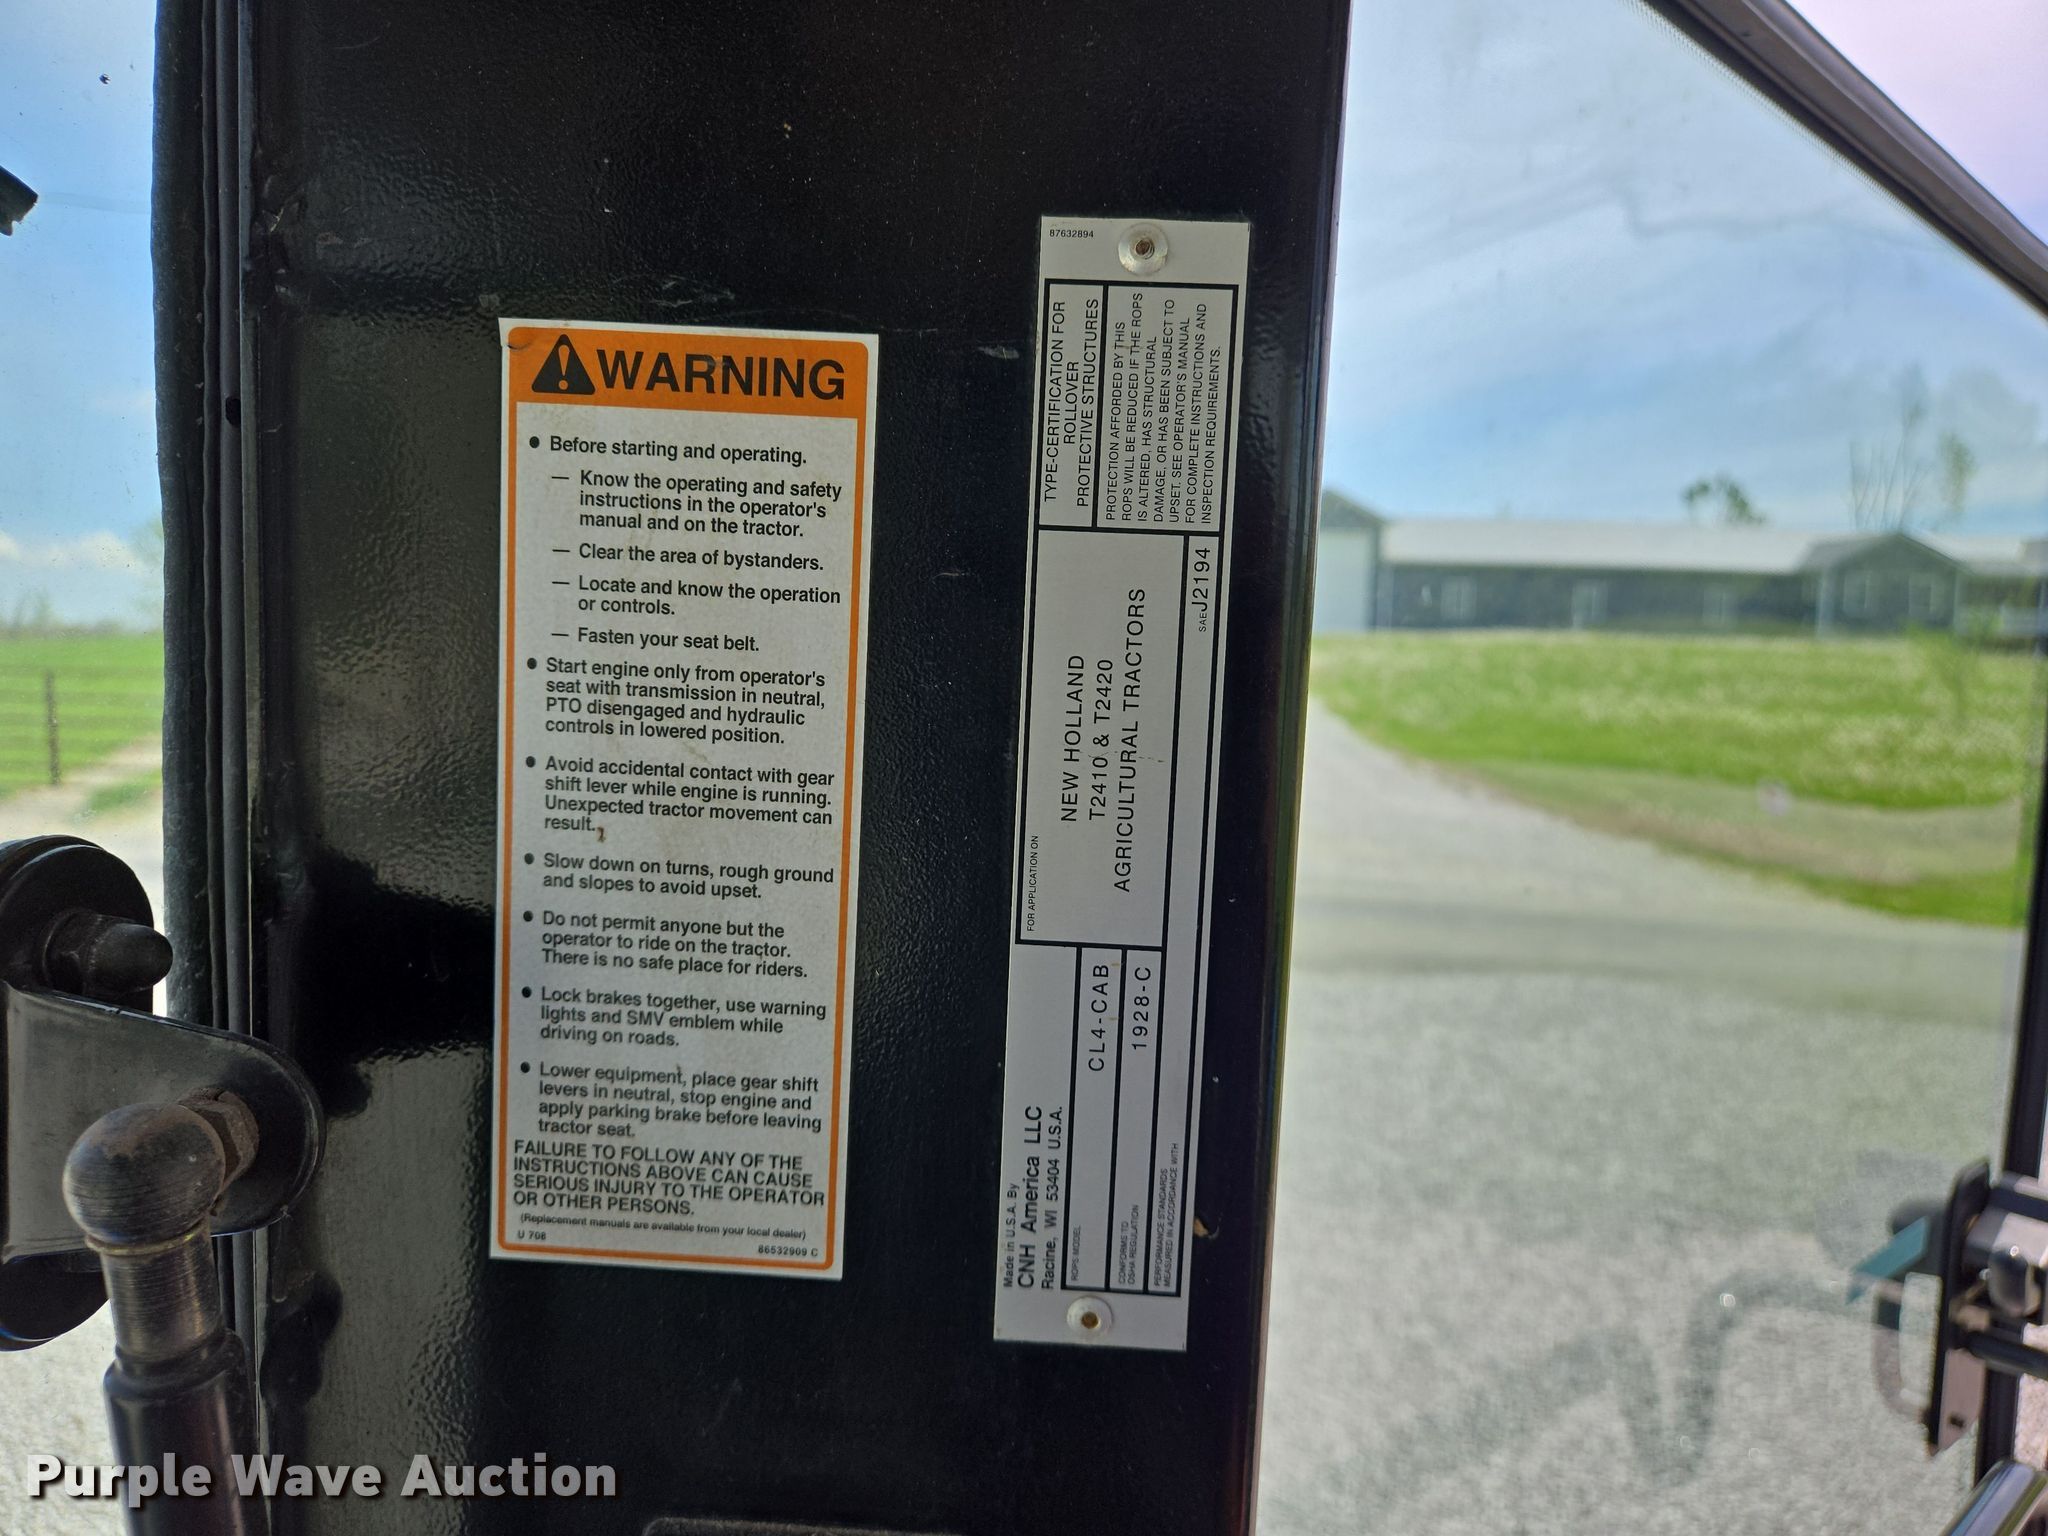 WARNING
● Before starting and operating.
— Know the operating and safety
instructions in the operator's
manual and on the tractor.
— Clear the area of bystanders.
— Locate and know the operation
or controls.
— Fasten your seat belt.
● Start engine only from operator's
seat with transmission in neutral,
PTO disengaged and hydraulic
controls in lowered position.
● Avoid accidental contact with gear
shift lever while engine is running.
Unexpected tractor movement can
result.
● Slow down on turns, rough ground
and slopes to avoid upset.
● Do not permit anyone but the
operator to ride on the tractor.
There is no safe place for riders.
● Lock brakes together, use warning
lights and SMV emblem while
driving on roads.
● Lower equipment, place gear shift
levers in neutral, stop engine and
apply parking brake before leaving
tractor seat.
FAILURE TO FOLLOW ANY OF THE
INSTRUCTIONS ABOVE CAN CAUSE
SERIOUS INJURY TO THE OPERATOR
OR OTHER PERSONS.
(Replacement manuals are available from your local dealer)
U 708
86532909 C
87632894
TYPE-CERTIFICATION FOR
ROLLOVER
PROTECTIVE STRUCTURES
PROTECTION AFFORDED BY THIS
ROPS WILL BE REDUCED IF THE ROPS
IS ALTERED, HAS STRUCTURAL
DAMAGE, OR HAS BEEN SUBJECT TO
UPSET. SEE OPERATOR'S MANUAL
FOR COMPLETE INSTRUCTIONS AND
INSPECTION REQUIREMENTS.
FOR APPLICATION ON
NEW HOLLAND
T2410 & T2420
AGRICULTURAL TRACTORS
Made in U.S.A. By
CNH America LLC
Racine, WI 53404 U.S.A.
ROPS MODEL
CL4-CAB
CONFORMS TO
OSHA REGULATION
1928-C
PERFORMANCE STANDARDS
MEASURED IN ACCORDANCE WITH
SAE J2194
Purple Wave Auction